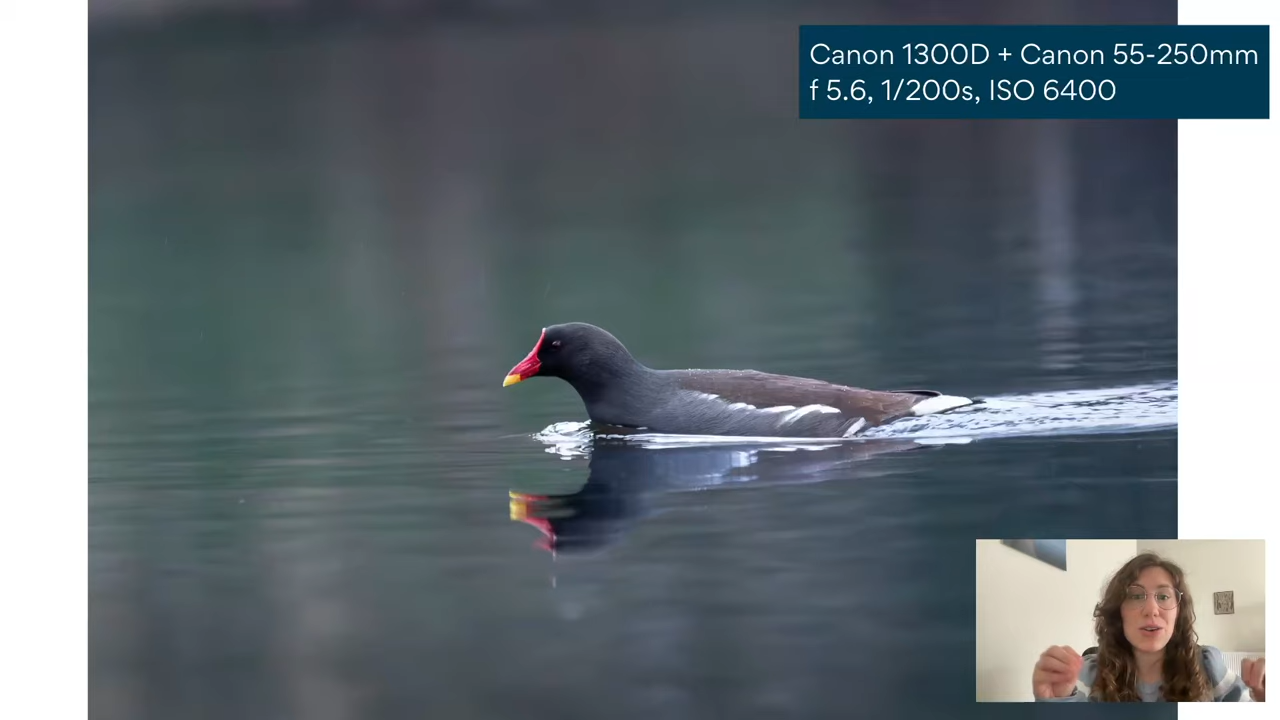 Canon 1300D + Canon 55-250mm
f 5.6, 1/200s, ISO 6400